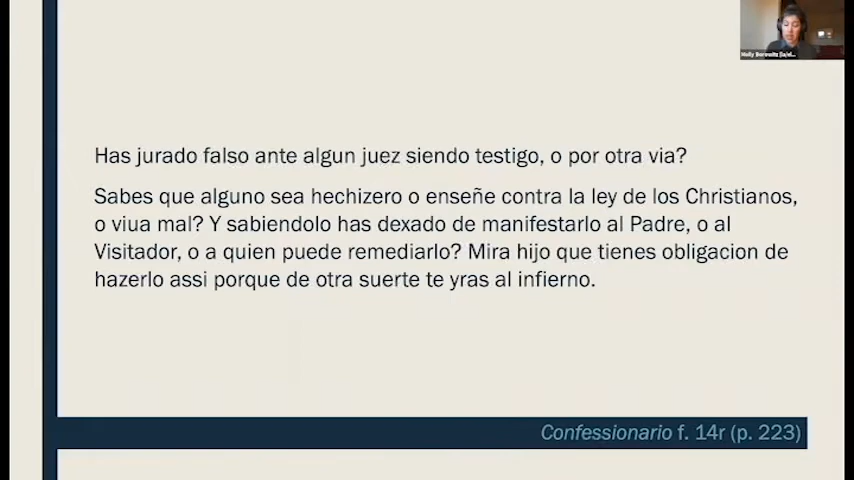 Has jurado falso ante algun juez siendo testigo, o por otra via?
Sabes que alguno sea hechizero o enseñe contra la ley de los Christianos,
o viua mal? Y sabiendolo has dexado de manifestarlo al Padre, o al
Visitador, o a quien puede remediarlo? Mira hijo que tienes obligacion de
hazerlo assi porque de otra suerte te yras al infierno.
Confessionario f. 14r (p. 223)